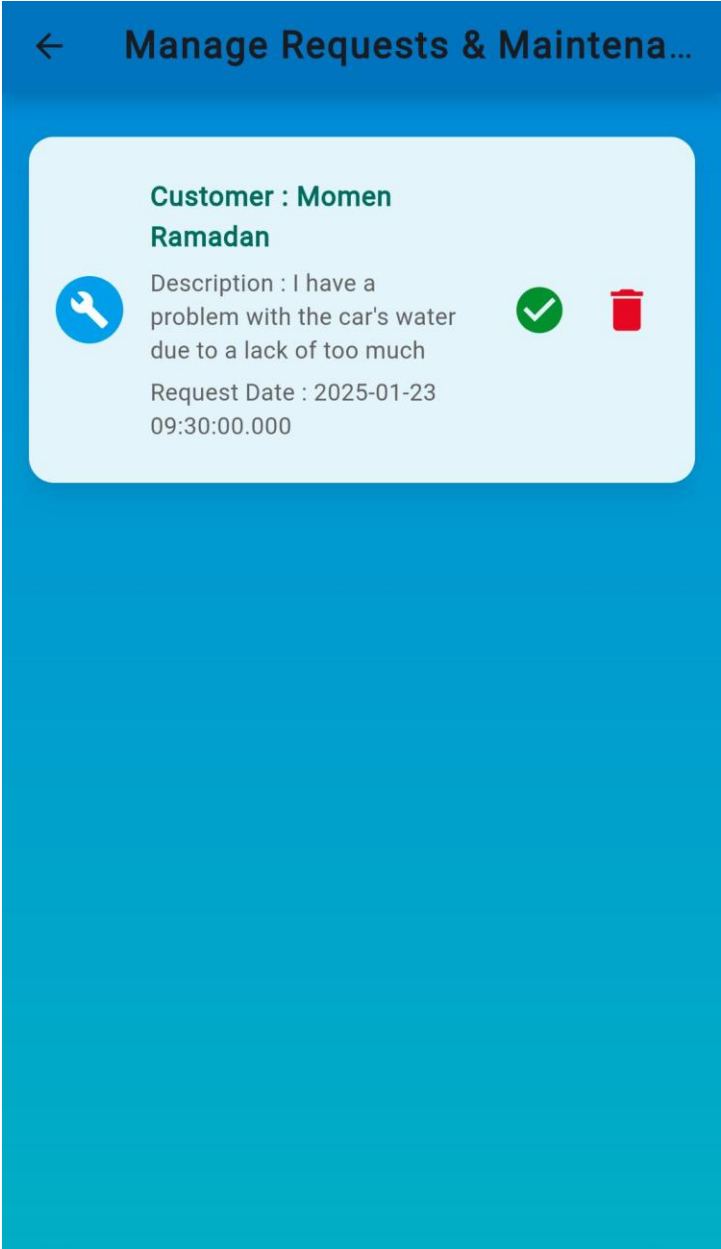 Manage Requests & Maintena...
Customer : Momen
Ramadan
Description : I have a
problem with the car's water
due to a lack of too much
Request Date : 2025-01-23
09:30:00.000